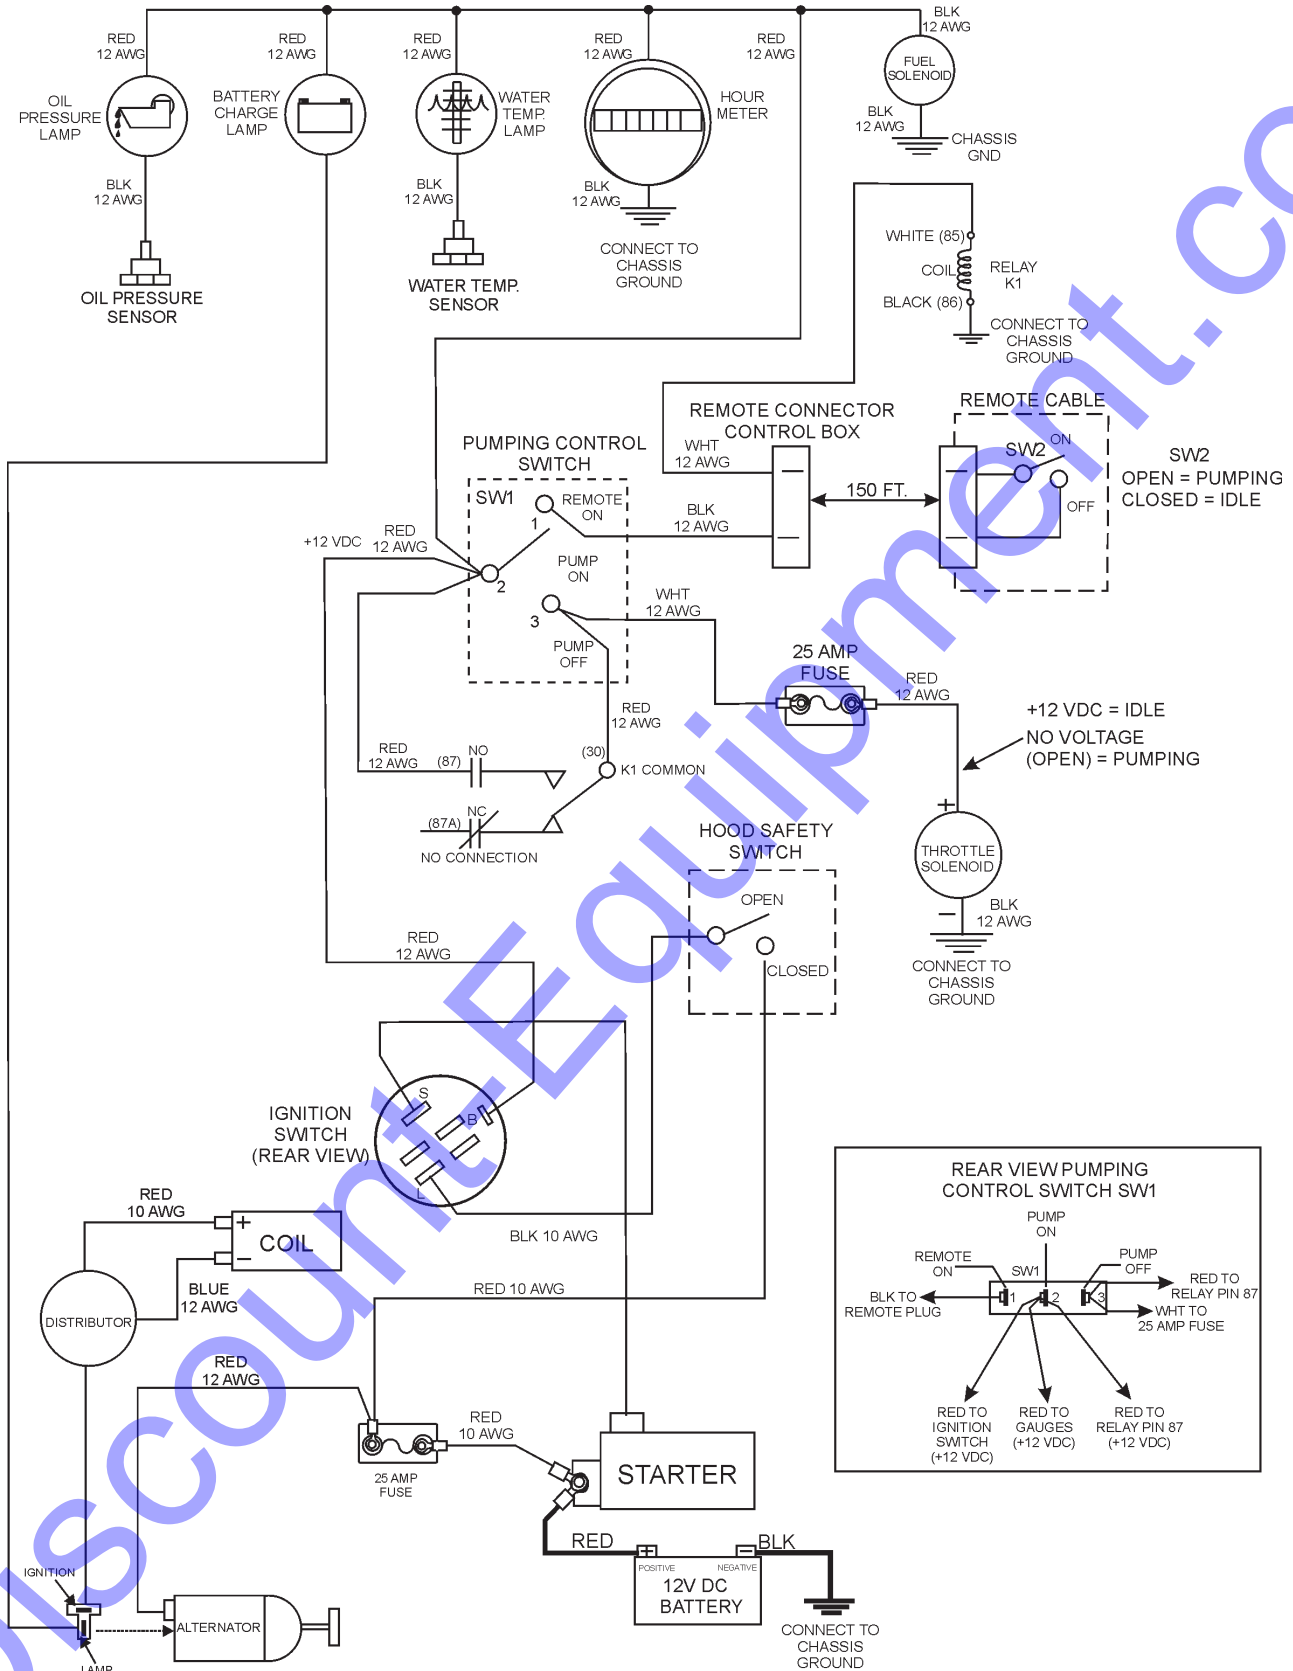 BLK
12 AWG
RED
12 AWG
RED
12 AWG
RED
12 AWG
RED
12 AWG
RED
12 AWG
FUEL
SOLENOID
OIL
PRESSURE
LAMP
BATTERY
CHARGE
LAMP
WATER
TEMP.
LAMP
HOUR
METER
BLK
12 AWG
CHASSIS
GND
BLK
12 AWG
BLK
12 AWG
BLK
12 AWG
CONNECT TO
CHASSIS
GROUND
OIL PRESSURE
SENSOR
WATER TEMP.
SENSOR
WHITE (85)
COIL
RELAY
K1
BLACK (86)
CONNECT TO
CHASSIS
GROUND
REMOTE CONNECTOR
CONTROL BOX
REMOTE CABLE
PUMPING CONTROL
SWITCH
WHT
12 AWG
SW2
ON
OFF
SW2
OPEN = PUMPING
CLOSED = IDLE
150 FT.
SW1
REMOTE
ON
1
BLK
12 AWG
+12 VDC
RED
12 AWG
PUMP
ON
2
3
PUMP
OFF
WHT
12 AWG
25 AMP
FUSE
RED
12 AWG
RED
12 AWG
+12 VDC = IDLE
NO VOLTAGE
(OPEN) = PUMPING
RED
12 AWG
(87)
NO
(30)
K1 COMMON
(87A)
NC
NO CONNECTION
HOOD SAFETY
SWITCH
OPEN
CLOSED
+
THROTTLE
SOLENOID
BLK
12 AWG
−
CONNECT TO
CHASSIS
GROUND
RED
12 AWG
IGNITION
SWITCH
(REAR VIEW)
S
B
L
BLK 10 AWG
RED
10 AWG
+
COIL
−
BLUE
12 AWG
DISTRIBUTOR
RED 10 AWG
RED
12 AWG
RED
10 AWG
25 AMP
FUSE
STARTER
RED
BLK
+
−
POSITIVE
NEGATIVE
12V DC
BATTERY
CONNECT TO
CHASSIS
GROUND
IGNITION
ALTERNATOR
LAMP
REAR VIEW PUMPING
CONTROL SWITCH SW1
PUMP
ON
REMOTE
ON
SW1
PUMP
OFF
1
2
3
BLK TO
REMOTE PLUG
RED TO
RELAY PIN 87
WHT TO
25 AMP FUSE
RED TO
IGNITION
SWITCH
(+12 VDC)
RED TO
GAUGES
(+12 VDC)
RED TO
RELAY PIN 87
(+12 VDC)
Discount-Equipment.co